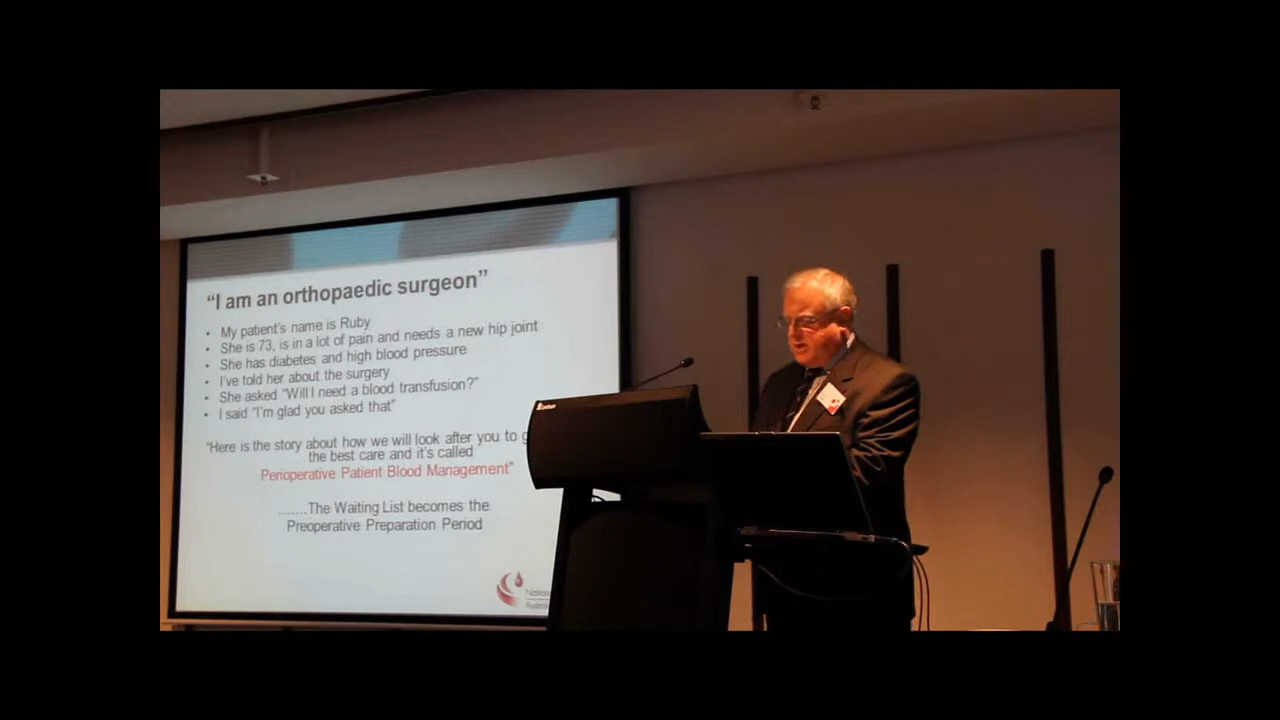 “I am an orthopaedic surgeon”
• My patient’s name is Ruby
• She is 73, is in a lot of pain and needs a new hip joint
• She has diabetes and high blood pressure
• I’ve told her about the surgery
• She asked “Will I need a blood transfusion?”
• I said “I’m glad you asked that”
“Here is the story about how we will look after you to
the best care and it’s called
Perioperative Patient Blood Management”
.......The Waiting List becomes the
Preoperative Preparation Period